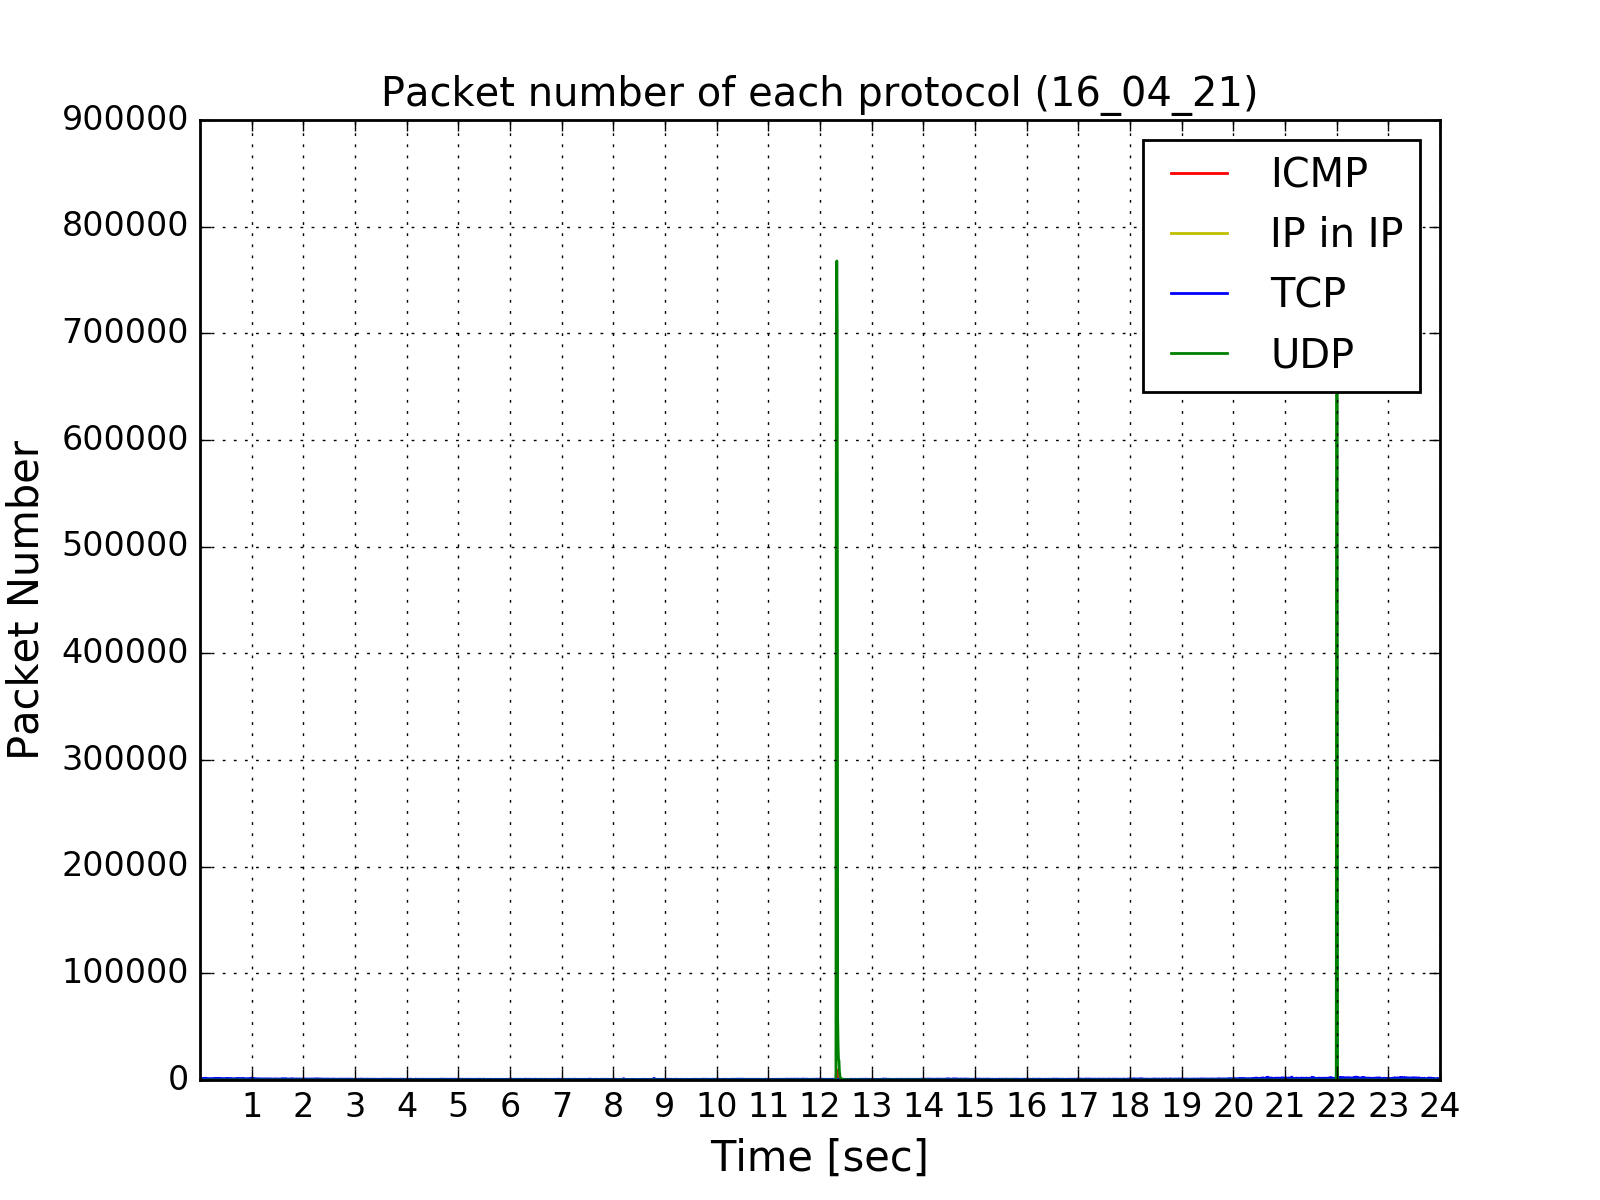 Packet number of each protocol (16_04_21)
900000
800000
700000
600000
500000
400000
300000
200000
100000
0
Packet Number
ICMP
IP in IP
TCP
UDP
1 2 3 4 5 6 7 8 9 10 11 12 13 14 15 16 17 18 19 20 21 22 23 24
Time [sec]